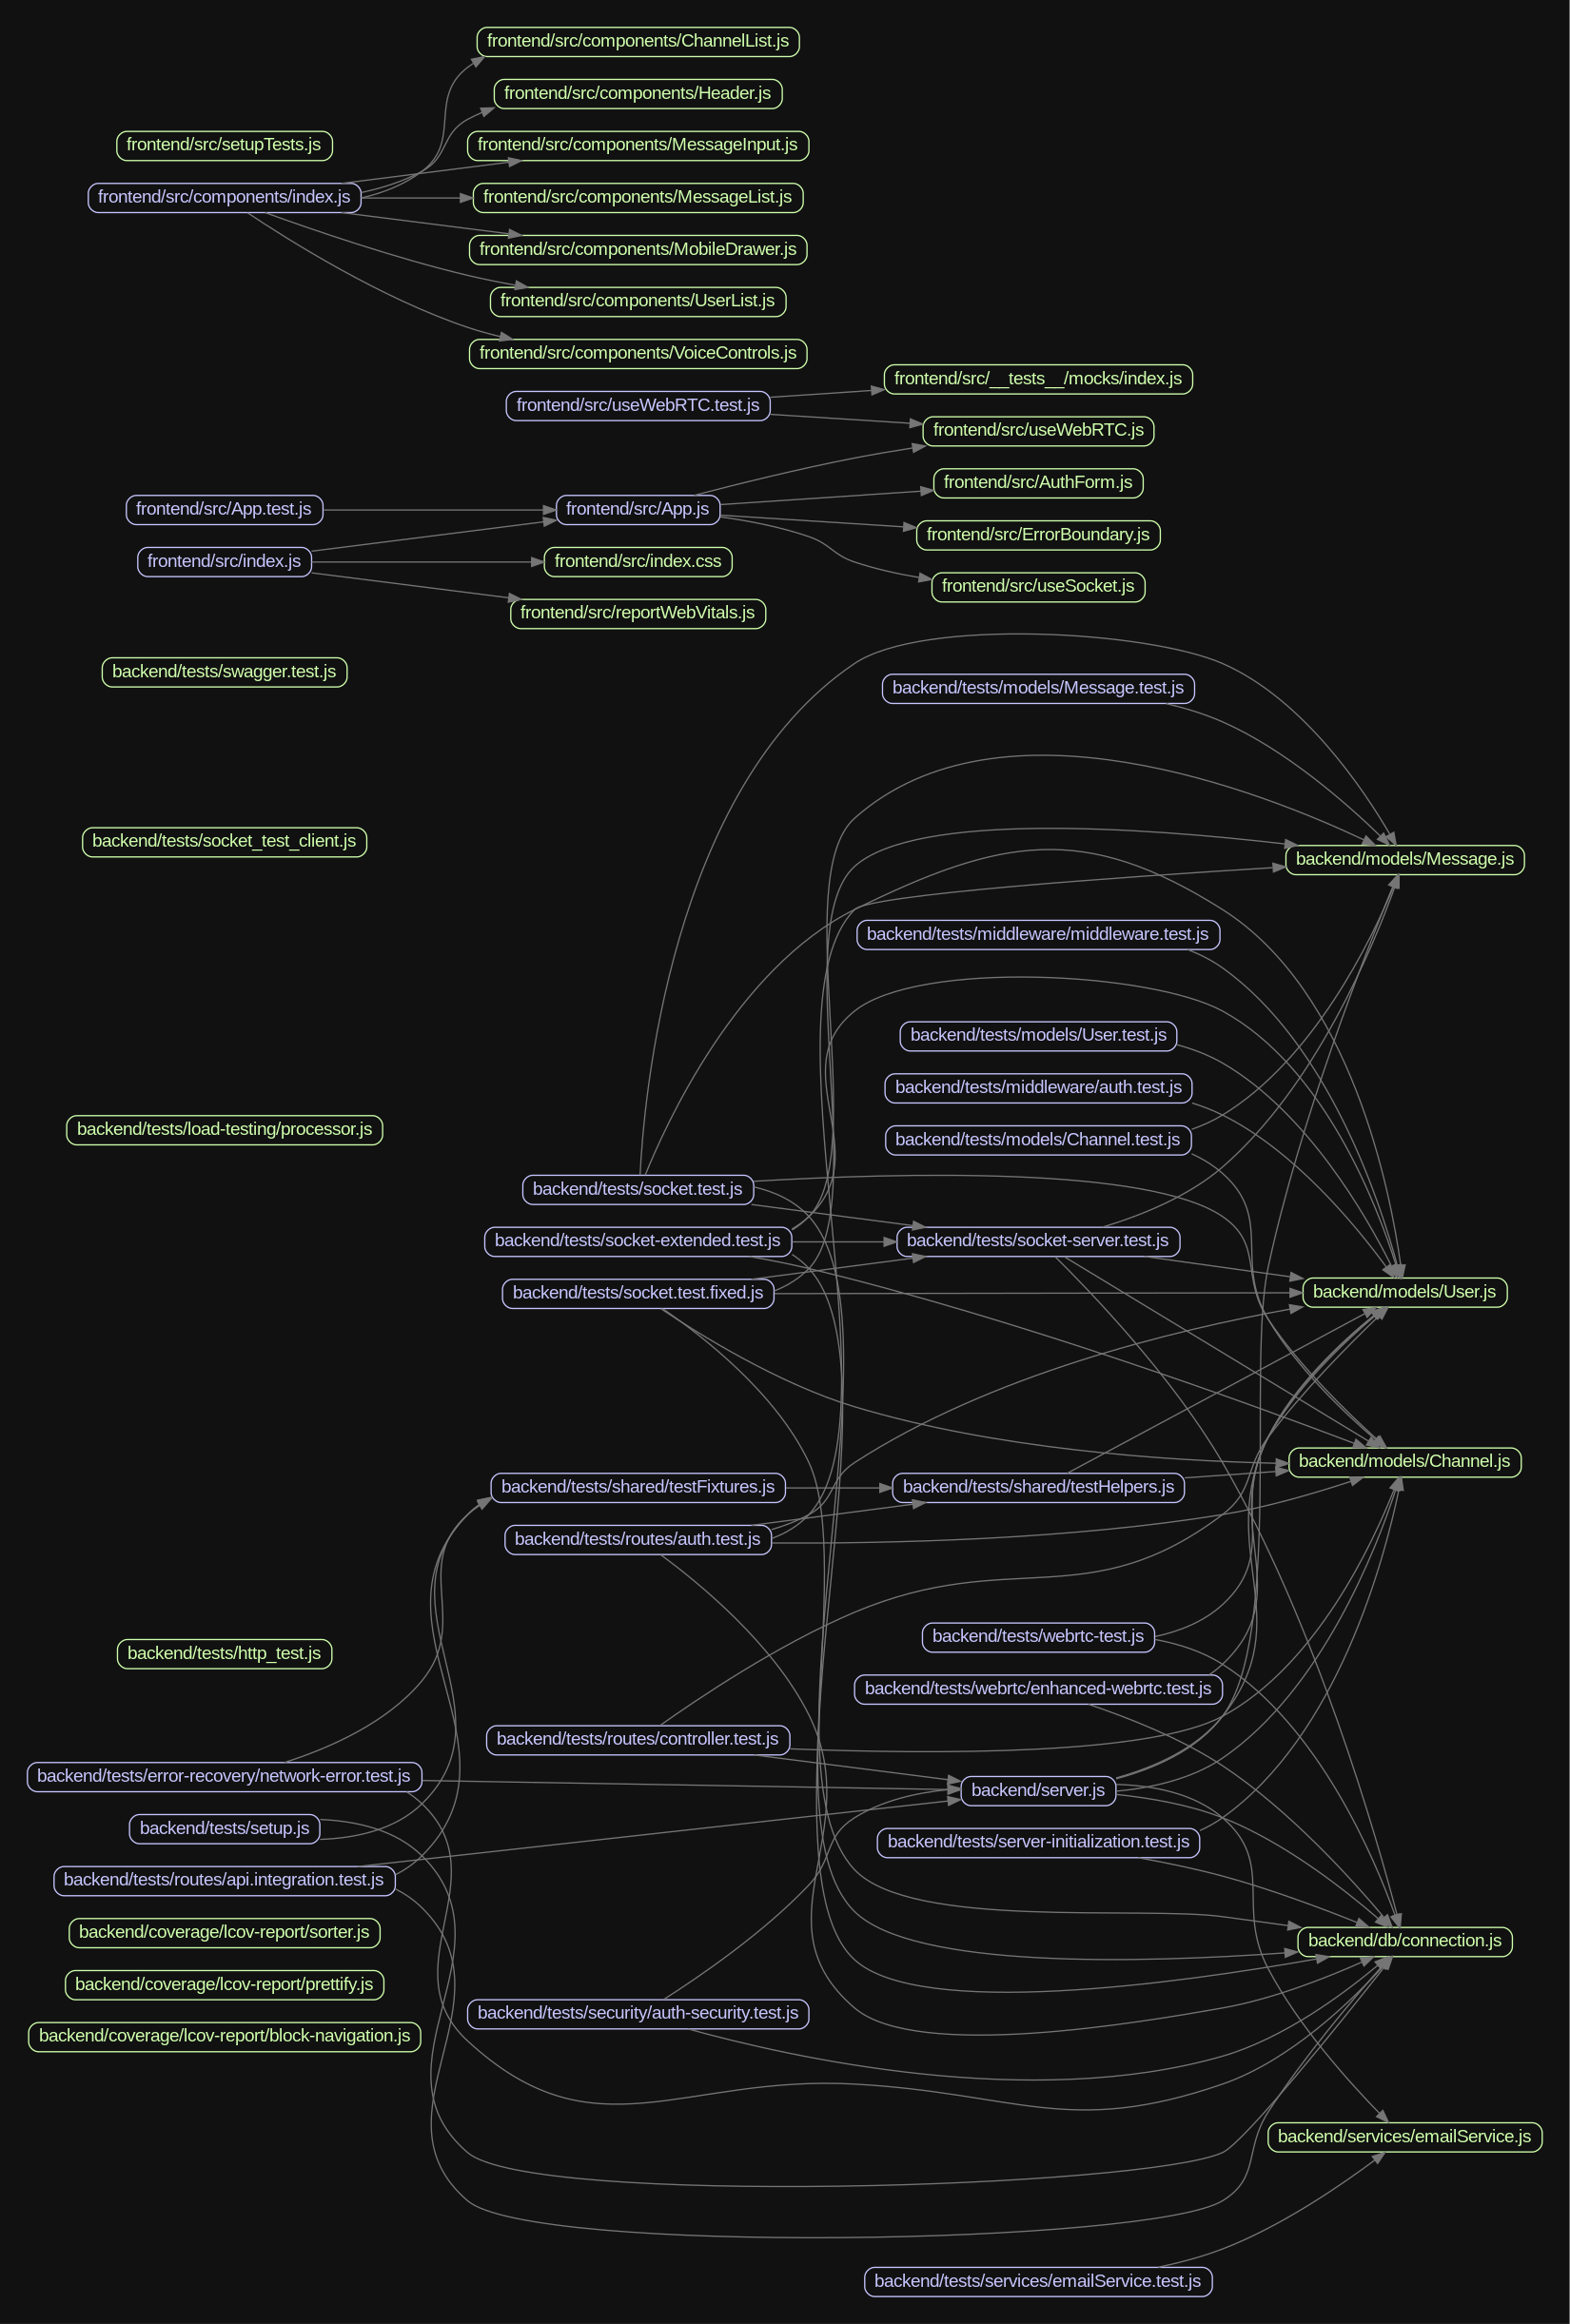 frontend/src/components/ChannelList.js
frontend/src/components/Header.js
frontend/src/setupTests.js
frontend/src/components/MessageInput.js
frontend/src/components/index.js
frontend/src/components/MessageList.js
frontend/src/components/MobileDrawer.js
frontend/src/components/UserList.js
frontend/src/components/VoiceControls.js
frontend/src/__tests__/mocks/index.js
frontend/src/useWebRTC.test.js
frontend/src/useWebRTC.js
frontend/src/AuthForm.js
frontend/src/App.test.js
frontend/src/App.js
frontend/src/ErrorBoundary.js
frontend/src/index.js
frontend/src/index.css
frontend/src/useSocket.js
frontend/src/reportWebVitals.js
backend/tests/swagger.test.js
backend/tests/models/Message.test.js
backend/tests/socket_test_client.js
backend/models/Message.js
backend/tests/middleware/middleware.test.js
backend/tests/models/User.test.js
backend/tests/middleware/auth.test.js
backend/tests/load-testing/processor.js
backend/tests/models/Channel.test.js
backend/tests/socket.test.js
backend/tests/socket-extended.test.js
backend/tests/socket-server.test.js
backend/tests/socket.test.fixed.js
backend/models/User.js
backend/models/Channel.js
backend/tests/shared/testFixtures.js
backend/tests/shared/testHelpers.js
backend/tests/routes/auth.test.js
backend/tests/webrtc-test.js
backend/tests/http_test.js
backend/tests/webrtc/enhanced-webrtc.test.js
backend/tests/routes/controller.test.js
backend/tests/error-recovery/network-error.test.js
backend/server.js
backend/tests/setup.js
backend/tests/server-initialization.test.js
backend/tests/routes/api.integration.test.js
backend/coverage/lcov-report/sorter.js
backend/db/connection.js
backend/coverage/lcov-report/prettify.js
backend/tests/security/auth-security.test.js
backend/coverage/lcov-report/block-navigation.js
backend/services/emailService.js
backend/tests/services/emailService.test.js